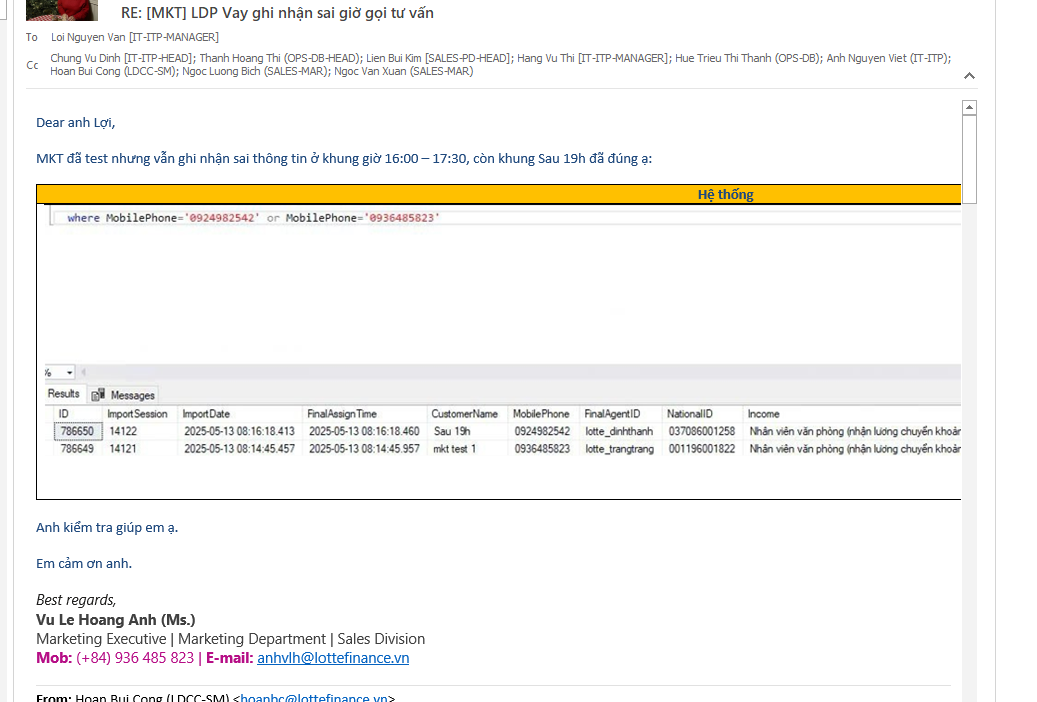 RE: [MKT] LDP Vay ghi nhận sai giờ gọi tư vấn
To Loi Nguyen Van [IT-ITP-MANAGER]
Cc Chung Vu Dinh [IT-ITP-HEAD]; Thanh Hoang Thi (OPS-DB-HEAD); Lien Bui Kim [SALES-PD-HEAD]; Hang Vu Thi [IT-ITP-MANAGER]; Hue Trieu Thi Thanh (OPS-DB); Anh Nguyen Viet (IT-ITP);
Hoan Bui Cong (LDCC-SM); Ngoc Luong Bich (SALES-MAR); Ngoc Van Xuan (SALES-MAR)
Dear anh Lợi,
MKT đã test nhưng vẫn ghi nhận sai thông tin ở khung giờ 16:00 – 17:30, còn khung Sau 19h đã đúng ạ:
Hệ thống
where MobilePhone='0924982542' or MobilePhone='0936485823'
%
Results Messages
ID ImportSession ImportDate FinalAssignTime CustomerName MobilePhone FinalAgentID NationalID Income
786650 14122 2025-05-13 08:16:18.413 2025-05-13 08:16:18.460 Sau 19h 0924982542 lotte_dinhthanh 037086001258 Nhân viên văn phòng (nhận lương chuyển khoản
786649 14121 2025-05-13 08:14:45.457 2025-05-13 08:14:45.957 mkt test 1 0936485823 lotte_trangtrang 001196001822 Nhân viên văn phòng (nhận lương chuyển khoản
Anh kiểm tra giúp em ạ.
Em cảm ơn anh.
Best regards,
Vu Le Hoang Anh (Ms.)
Marketing Executive | Marketing Department | Sales Division
Mob: (+84) 936 485 823 | E-mail: anhvlh@lottefinance.vn
From: Hoan Bui Cong (LDCC-SM) <hoanbc@lottefinance.vn>